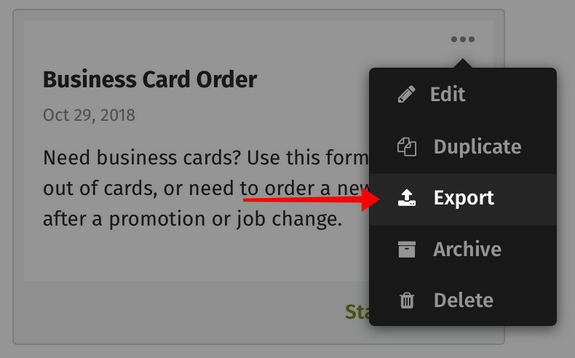 Business Card Order
Oct 29, 2018
Need business cards? Use this form
out of cards, or need to order a new
after a promotion or job change.
Edit
Duplicate
Export
Archive
Delete